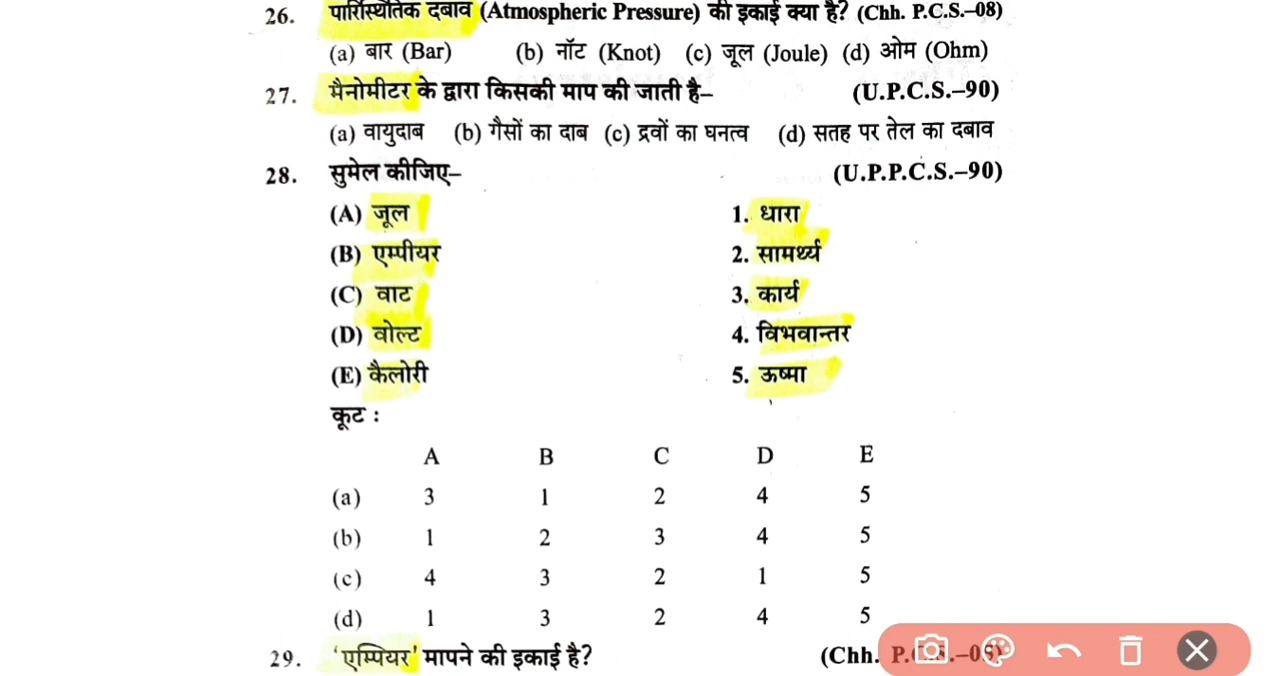 26. पारिस्थैतिक दबाव (Atmospheric Pressure) की इकाई क्या है? (Chh. P.C.S.–08)
(a) बार (Bar) (b) नॉट (Knot) (c) जूल (Joule) (d) ओम (Ohm)
27. मैनोमीटर के द्वारा किसकी माप की जाती है– (U.P.C.S.–90)
(a) वायुदाब (b) गैसों का दाब (c) द्रवों का घनत्व (d) सतह पर तेल का दबाव
28. सुमेल कीजिए– (U.P.P.C.S.–90)
(A) जूल 1. धारा
(B) एम्पीयर 2. सामर्थ्य
(C) वाट 3. कार्य
(D) वोल्ट 4. विभवान्तर
(E) कैलोरी 5. ऊष्मा
कूट :
A B C D E
(a) 3 1 2 4 5
(b) 1 2 3 4 5
(c) 4 3 2 1 5
(d) 1 3 2 4 5
29. 'एम्पियर' मापने की इकाई है? (Chh. P.C.S.